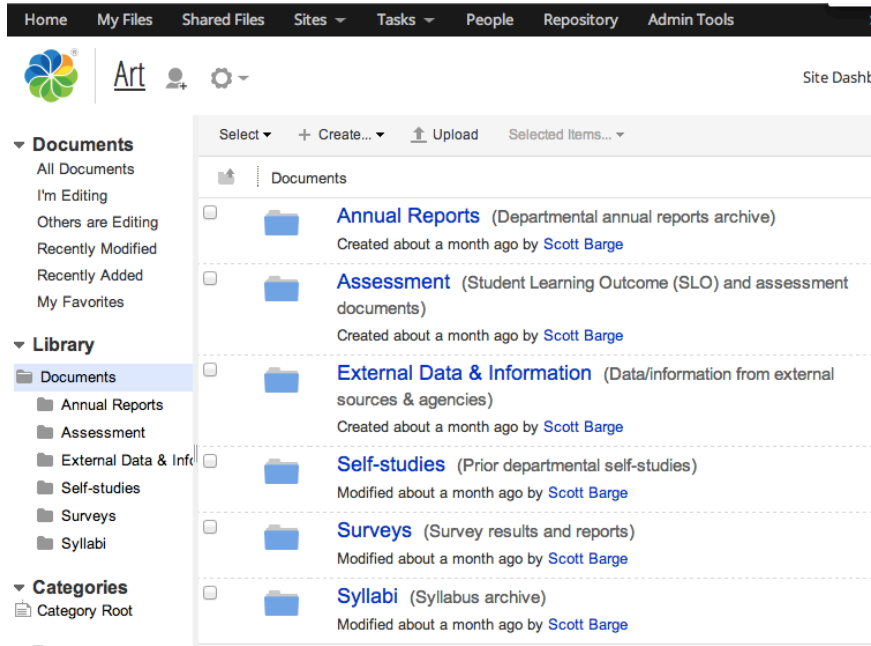 Home My Files Shared Files Sites Tasks People Repository Admin Tools
Art
Site Dashb
Documents
All Documents
I'm Editing
Others are Editing
Recently Modified
Recently Added
My Favorites
Library
Documents
Annual Reports
Assessment
External Data & Info
Self-studies
Surveys
Syllabi
Categories
Category Root
Select + Create... Upload Selected Items...
Documents
Annual Reports (Departmental annual reports archive)
Created about a month ago by Scott Barge
Assessment (Student Learning Outcome (SLO) and assessment
documents)
Created about a month ago by Scott Barge
External Data & Information (Data/information from external
sources & agencies)
Created about a month ago by Scott Barge
Self-studies (Prior departmental self-studies)
Modified about a month ago by Scott Barge
Surveys (Survey results and reports)
Modified about a month ago by Scott Barge
Syllabi (Syllabus archive)
Modified about a month ago by Scott Barge